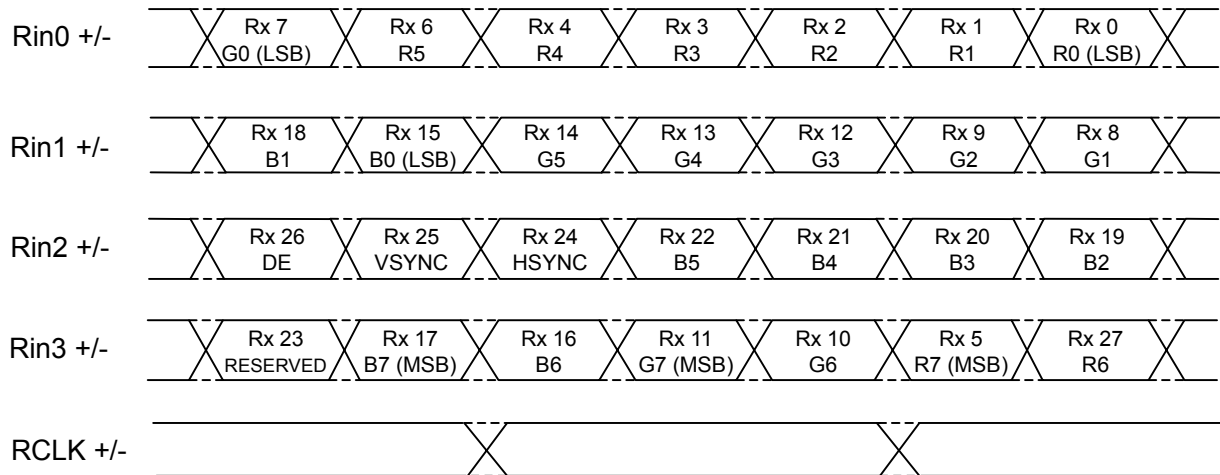 Rin0 +/-
Rx 7 Rx 6 Rx 4 Rx 3 Rx 2 Rx 1 Rx 0
G0 (LSB) R5 R4 R3 R2 R1 R0 (LSB)
Rin1 +/-
Rx 18 Rx 15 Rx 14 Rx 13 Rx 12 Rx 9 Rx 8
B1 B0 (LSB) G5 G4 G3 G2 G1
Rin2 +/-
Rx 26 Rx 25 Rx 24 Rx 22 Rx 21 Rx 20 Rx 19
DE VSYNC HSYNC B5 B4 B3 B2
Rin3 +/-
Rx 23 Rx 17 Rx 16 Rx 11 Rx 10 Rx 5 Rx 27
RESERVED B7 (MSB) B6 G7 (MSB) G6 R7 (MSB) R6
RCLK +/-